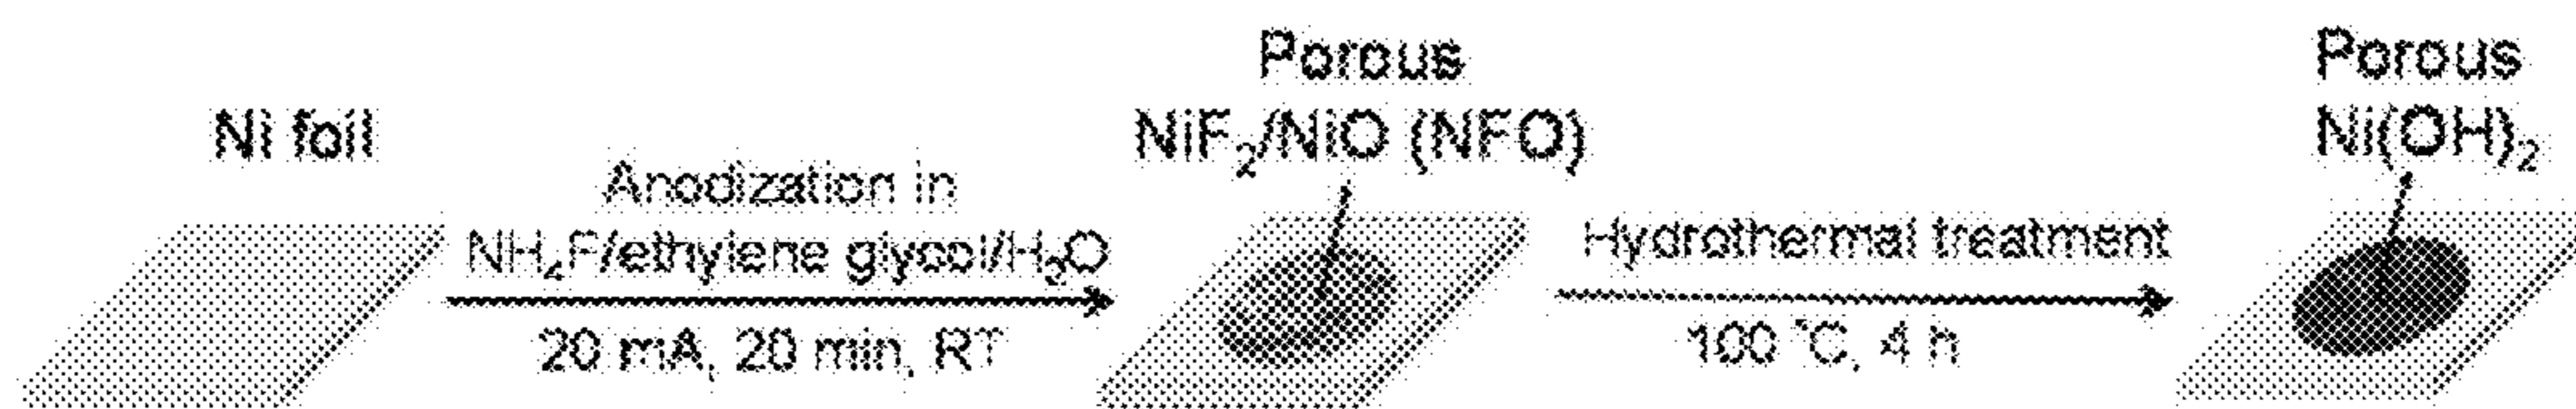 Ni foil
Anodization in
NH₄F/ethylene glycol/H₂O
20 mA, 20 min, RT
Porous
NiF₂/NiO (NFO)
Hydrothermal treatment
100 °C, 4 h
Porous
Ni(OH)₂